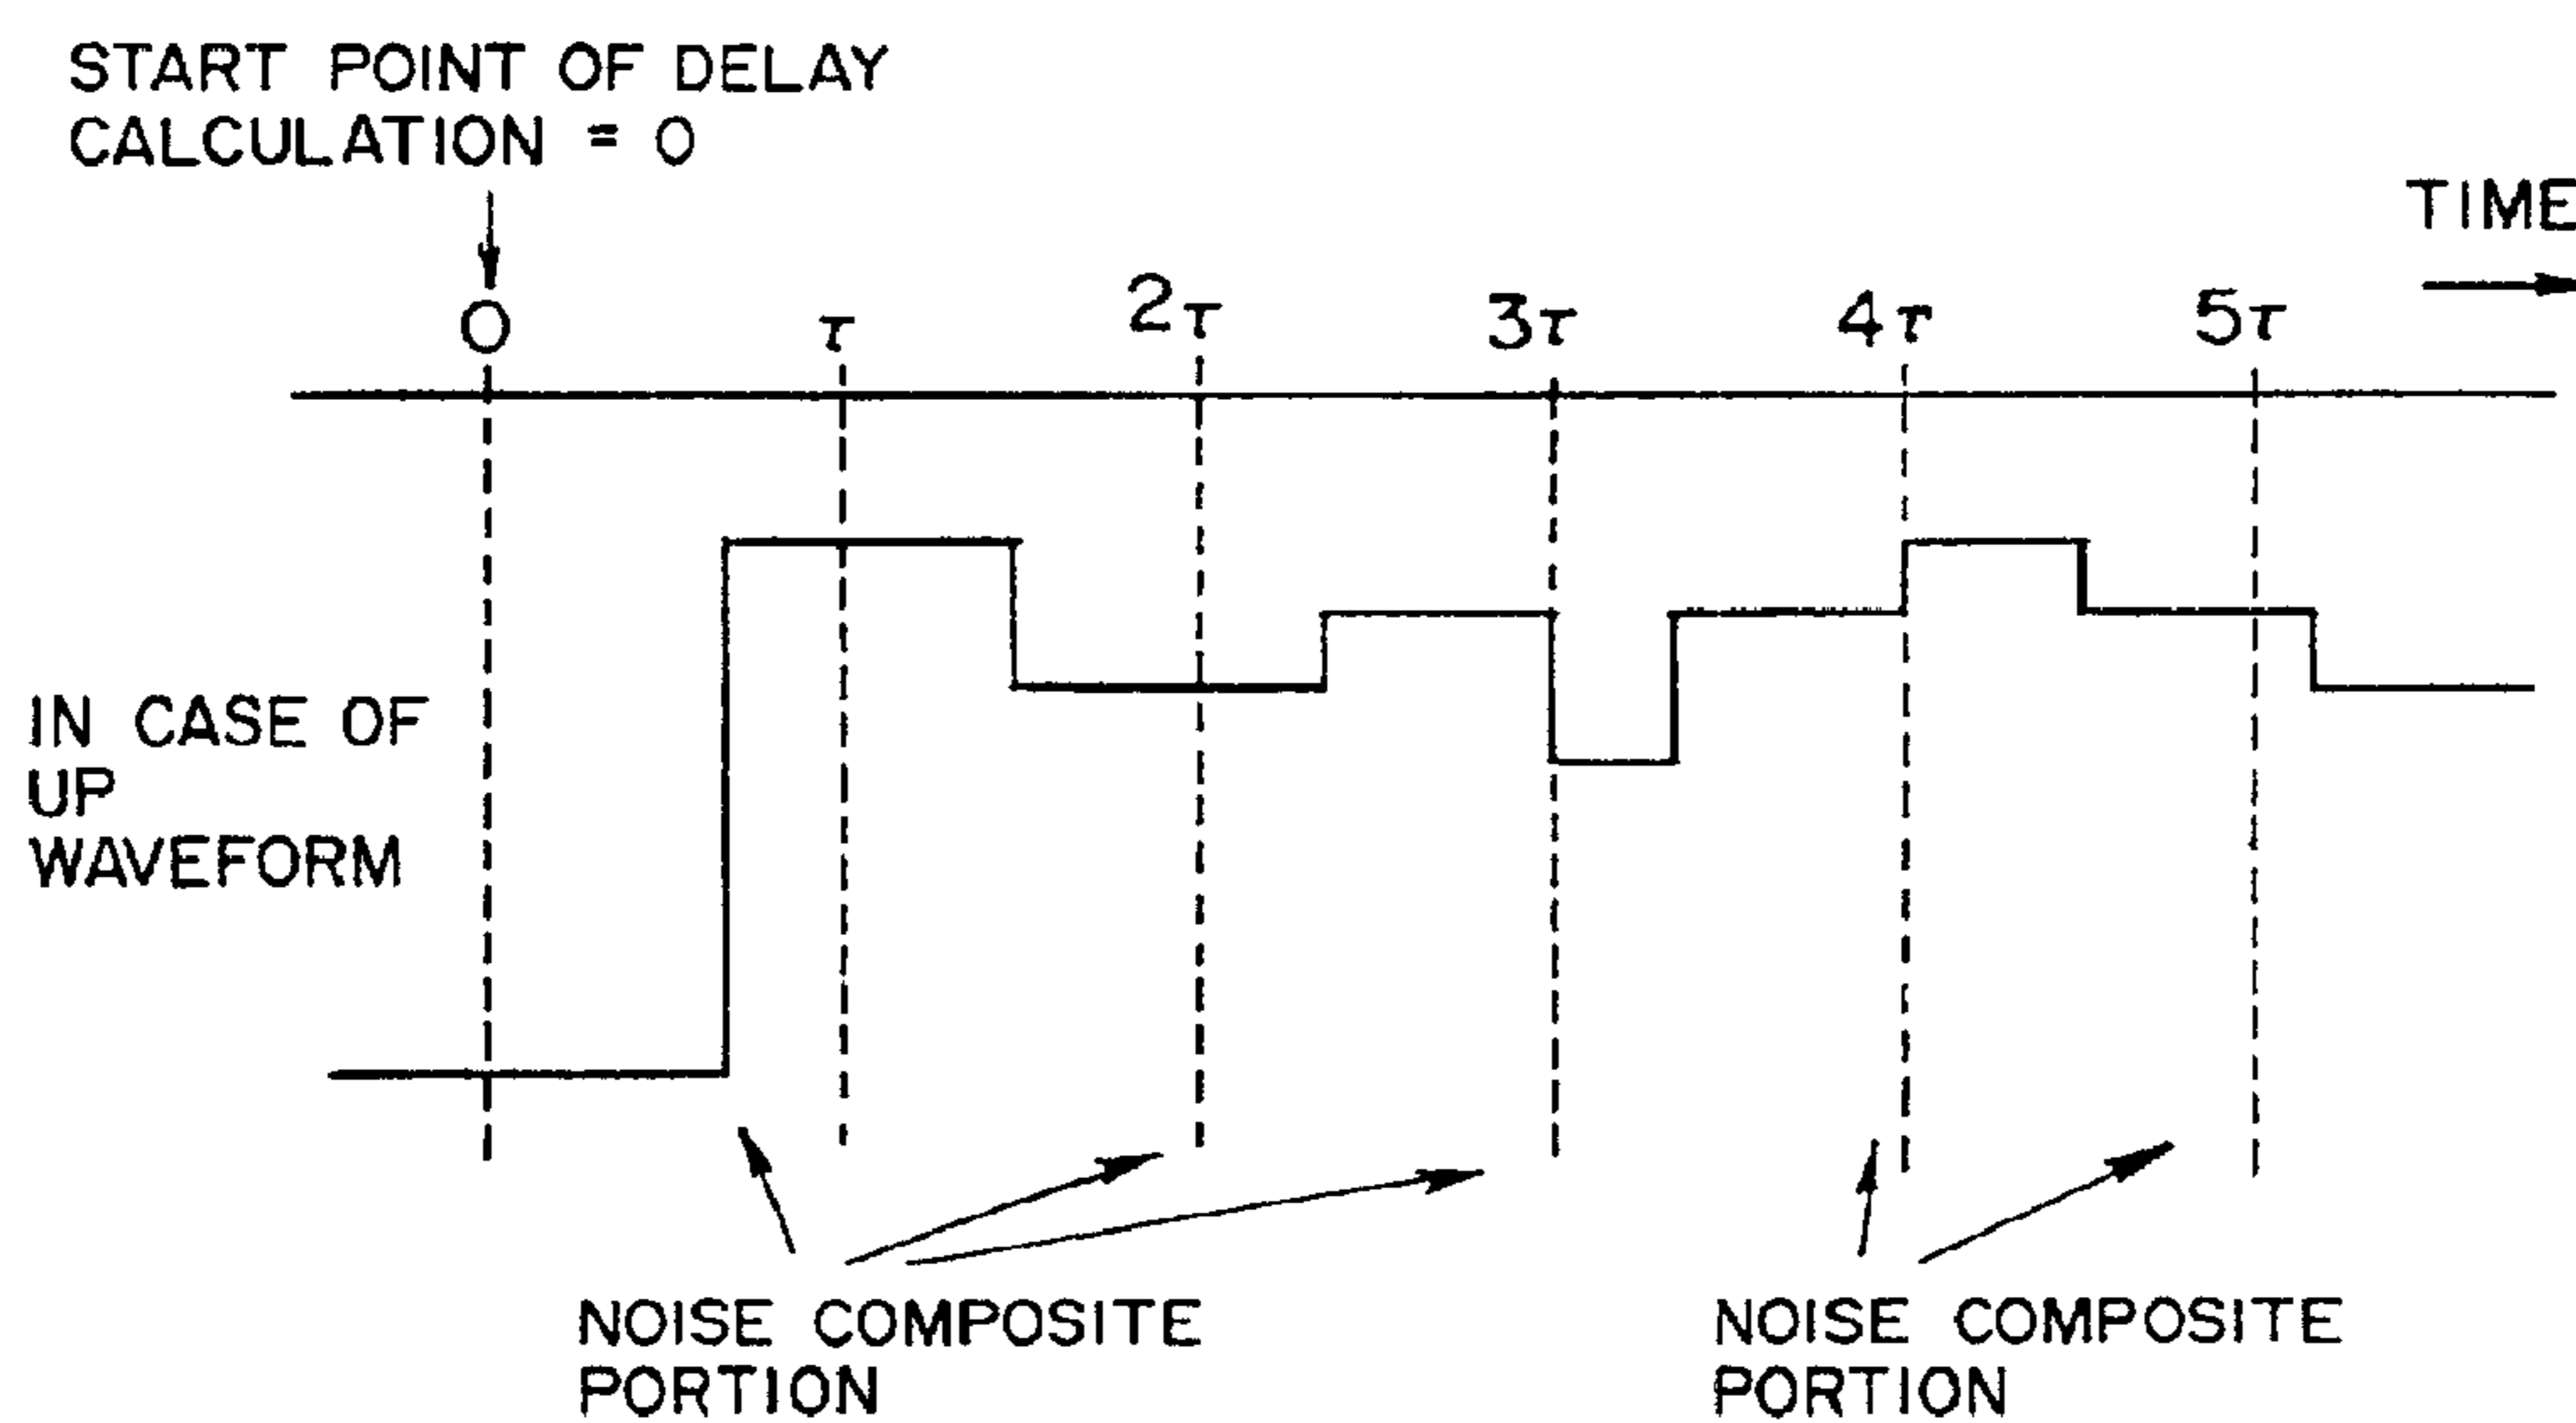 START POINT OF DELAY
CALCULATION = 0
TIME
0 τ 2τ 3τ 4τ 5τ
IN CASE OF
UP
WAVEFORM
NOISE COMPOSITE
PORTION
NOISE COMPOSITE
PORTION